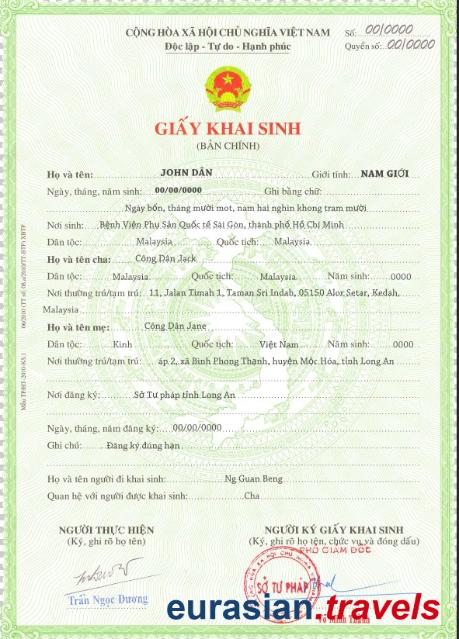 CỘNG HÒA XÃ HỘI CHỦ NGHĨA VIỆT NAM
Độc lập - Tự do - Hạnh phúc
Số: 00/0000
Quyển số: 00/0000
GIẤY KHAI SINH
(BẢN CHÍNH)
Họ và tên: JOHN DÂN Giới tính: NAM GIỚI
Ngày, tháng, năm sinh: 00/00/0000 Ghi bằng chữ:
Ngày bốn, tháng mười mot, nam hai nghìn khong tram mười
Nơi sinh: Bệnh Viện Phụ Sản Quốc tế Sài Gòn, thành phố Hồ Chí Minh
Dân tộc: Malaysia Quốc tịch: Malaysia
Họ và tên cha: Công Dân Jack
Dân tộc: Malaysia Quốc tịch: Malaysia Năm sinh: 0000
Nơi thường trú/tạm trú: 11, Jalan Timah 1, Taman Sri Indah, 05150 Alor Setar, Kedah,
Malaysia
Họ và tên mẹ: Công Dân Jane
Dân tộc: Kinh Quốc tịch: Việt Nam Năm sinh: 0000
Nơi thường trú/tạm trú: áp 2, xã Bình Phong Thạnh, huyện Mộc Hóa, tỉnh Long An
Nơi đăng ký: Sở Tư pháp tỉnh Long An
Ngày, tháng, năm đăng ký: 00/00/0000
Ghi chú: Đăng ký đúng hạn
Họ và tên người đi khai sinh: Ng Guan Beng
Quan hệ với người được khai sinh: Cha
NGƯỜI THỰC HIỆN
(Ký, ghi rõ họ tên)
Trần Ngọc Dương
NGƯỜI KÝ GIẤY KHAI SINH
(Ký, ghi rõ họ tên, chức vụ và đóng dấu)
PHÓ GIÁM ĐỐC
SỞ TƯ PHÁP
eurasian.travels